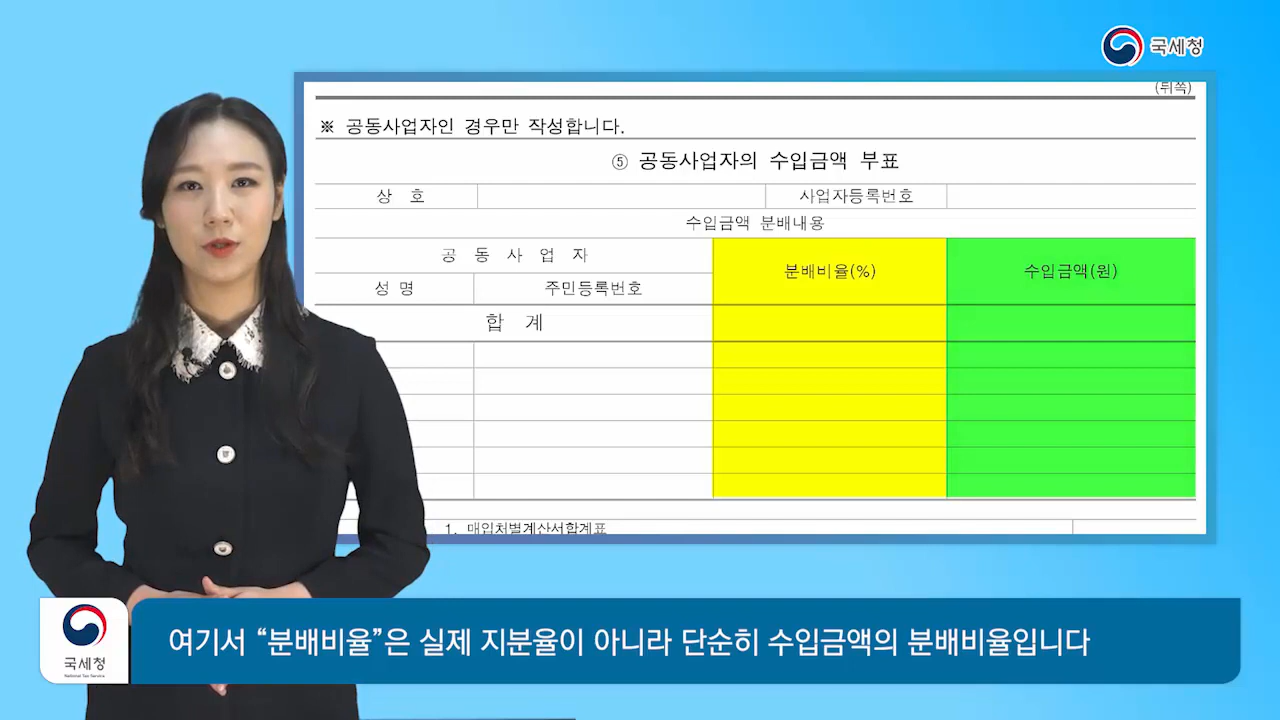 국세청
(뒤쪽)
※ 공동사업자인 경우만 작성합니다.
⑤ 공동사업자의 수입금액 부표
상 호
사업자등록번호
수입금액 분배내용
공 동 사 업 자
분배비율(%)
수입금액(원)
성 명
주민등록번호
합 계
1. 매입처별계산서합계표
국세청
National Tax Service
여기서 “분배비율”은 실제 지분율이 아니라 단순히 수입금액의 분배비율입니다